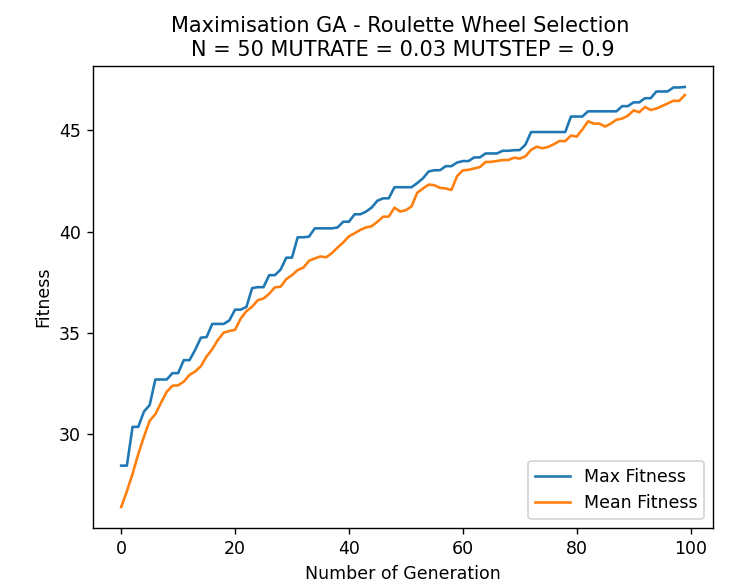 Maximisation GA - Roulette Wheel Selection
N = 50 MUTRATE = 0.03 MUTSTEP = 0.9
Fitness
45
40
35
30
Max Fitness
Mean Fitness
0 20 40 60 80 100
Number of Generation